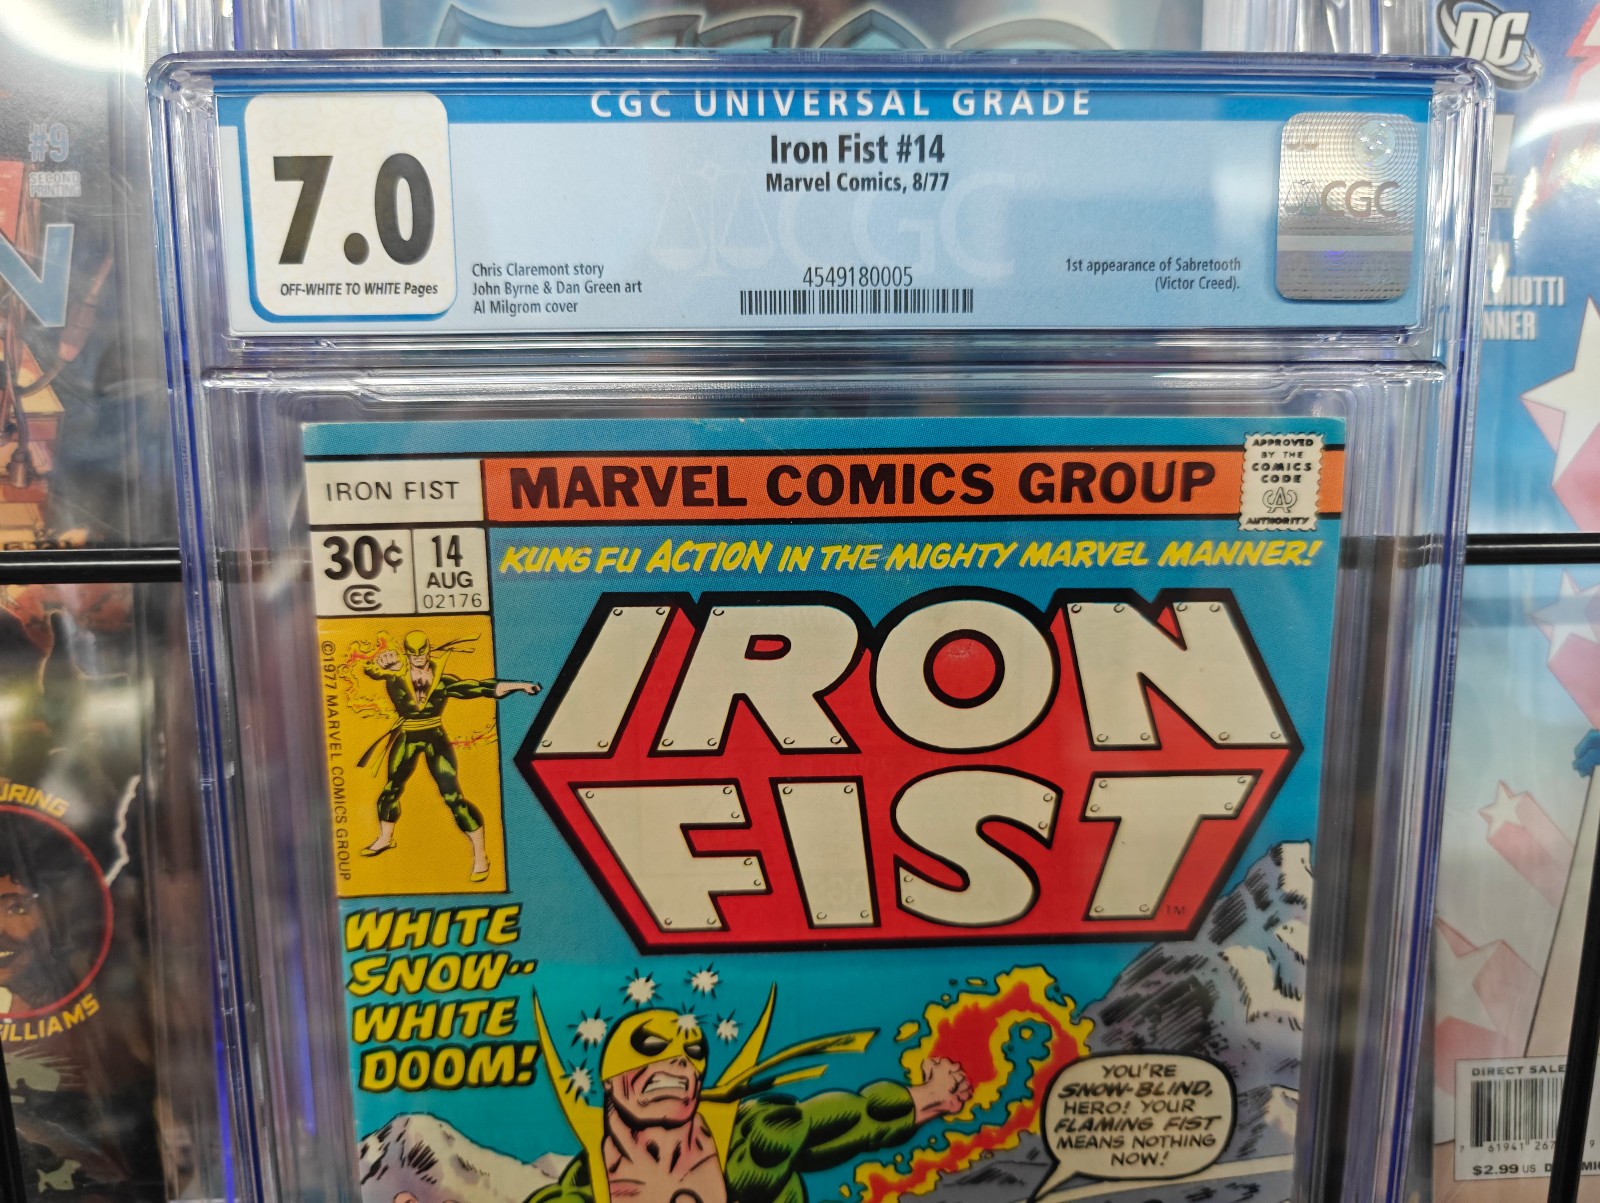 CGC UNIVERSAL GRADE
7.0
OFF-WHITE TO WHITE Pages
Iron Fist #14
Marvel Comics, 8/77
Chris Claremont story
John Byrne & Dan Green art
Al Milgrom cover
4549180005
1st appearance of Sabretooth
(Victor Creed).
CGC
IRON FIST
MARVEL COMICS GROUP
APPROVED
BY THE
COMICS
CODE
AUTHORITY
30¢
CC
14
AUG
02176
KUNG FU ACTION IN THE MIGHTY MARVEL MANNER!
IRON
FIST
TM
©1977 MARVEL COMICS GROUP
WHITE
SNOW..
WHITE
DOOM!
YOU'RE
SNOW-BLIND,
HERO! YOUR
FLAMING FIST
MEANS NOTHING
NOW!
#9
SECOND
PRINTING
DC
DIRECT SALE
$2.99 US